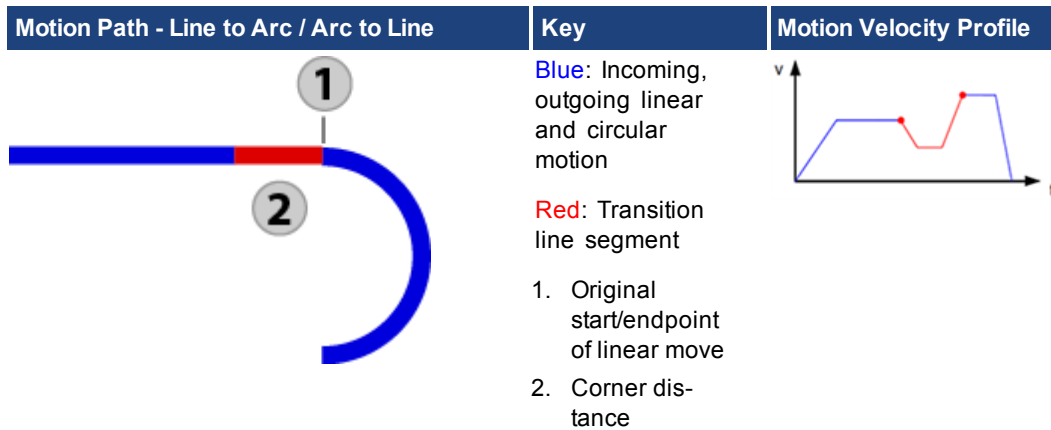 Motion Path - Line to Arc / Arc to Line
Key
Motion Velocity Profile
1
2
Blue: Incoming,
outgoing linear
and circular
motion
Red: Transition
line segment
1. Original
start/endpoint
of linear move
2. Corner dis-
tance
v
t